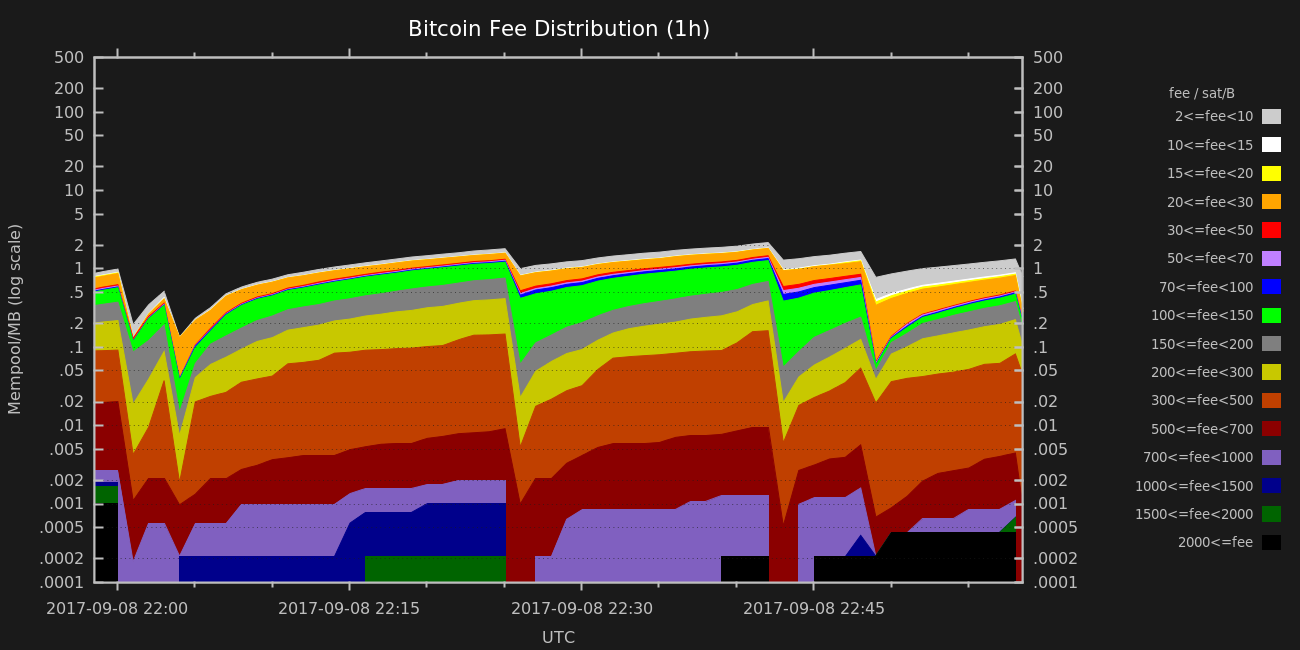 Bitcoin Fee Distribution (1h)
500
200
100
50
20
10
5
2
1
.5
.2
.1
.05
.02
.01
.005
.002
.001
.0005
.0002
.0001
Mempool/MB (log scale)
500
200
100
50
20
10
5
2
1
.5
.2
.1
.05
.02
.01
.005
.002
.001
.0005
.0002
.0001
2017-09-08 22:00
2017-09-08 22:15
2017-09-08 22:30
2017-09-08 22:45
UTC
fee / sat/B
2<=fee<10
10<=fee<15
15<=fee<20
20<=fee<30
30<=fee<50
50<=fee<70
70<=fee<100
100<=fee<150
150<=fee<200
200<=fee<300
300<=fee<500
500<=fee<700
700<=fee<1000
1000<=fee<1500
1500<=fee<2000
2000<=fee